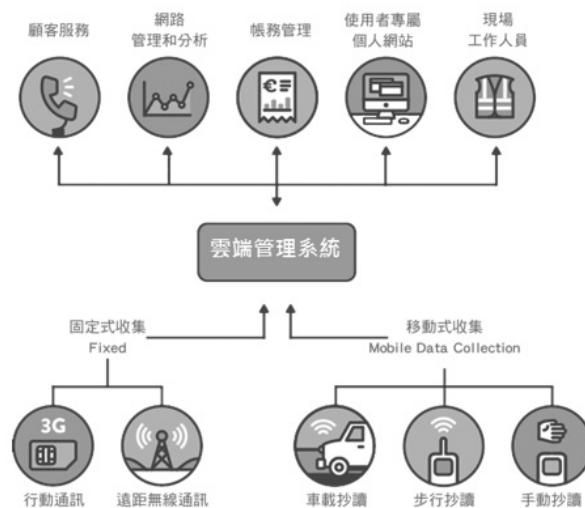 顧客服務
網路
管理和分析
帳務管理
使用者專屬
個人網站
現場
工作人員
€
雲端管理系統
固定式收集
Fixed
移動式收集
Mobile Data Collection
3G
行動通訊
遠距無線通訊
車載抄讀
步行抄讀
手動抄讀